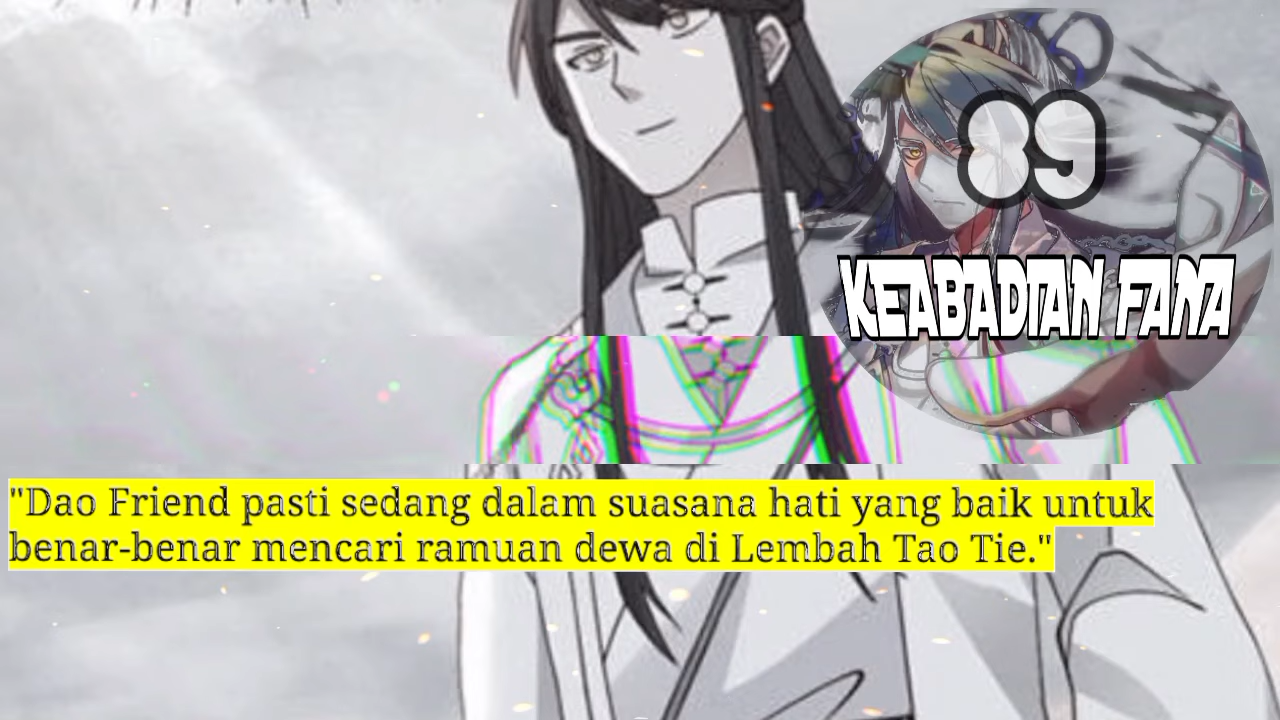 89
KEABADIAN FANA
"Dao Friend pasti sedang dalam suasana hati yang baik untuk
benar-benar mencari ramuan dewa di Lembah Tao Tie."